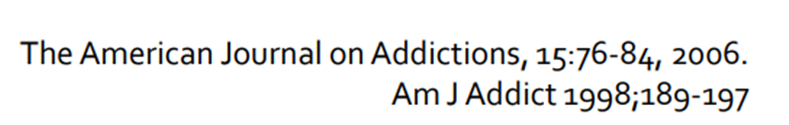 The American Journal on Addictions, 15:76-84, 2006.
Am J Addict 1998;189-197